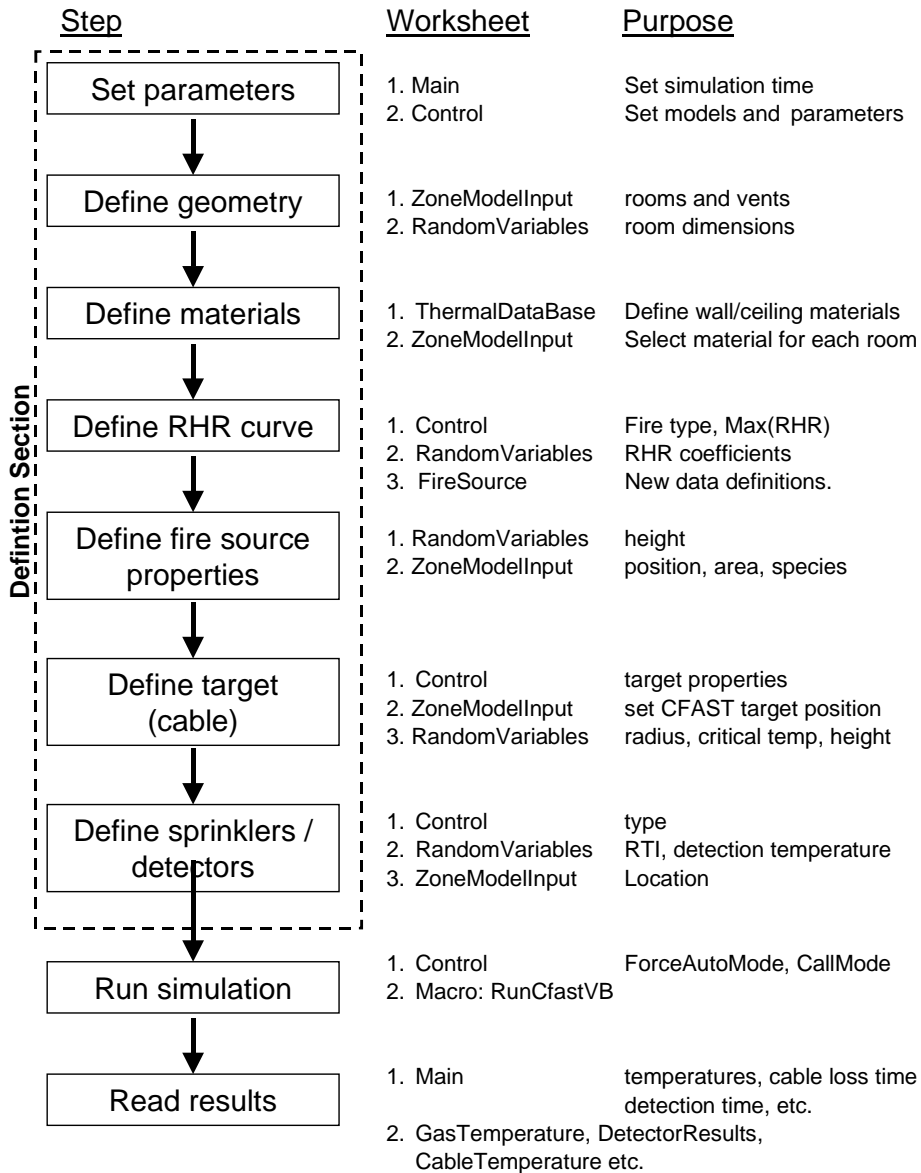 Step Worksheet Purpose
Defintion Section
Set parameters
1. Main Set simulation time
2. Control Set models and parameters
Define geometry
1. ZoneModelInput rooms and vents
2. RandomVariables room dimensions
Define materials
1. ThermalDataBase Define wall/ceiling materials
2. ZoneModelInput Select material for each room
Define RHR curve
1. Control Fire type, Max(RHR)
2. RandomVariables RHR coefficients
3. FireSource New data definitions.
Define fire source
properties
1. RandomVariables height
2. ZoneModelInput position, area, species
Define target
(cable)
1. Control target properties
2. ZoneModelInput set CFAST target position
3. RandomVariables radius, critical temp, height
Define sprinklers /
detectors
1. Control type
2. RandomVariables RTI, detection temperature
3. ZoneModelInput Location
Run simulation
1. Control ForceAutoMode, CallMode
2. Macro: RunCfastVB
Read results
1. Main temperatures, cable loss time
detection time, etc.
2. GasTemperature, DetectorResults,
CableTemperature etc.